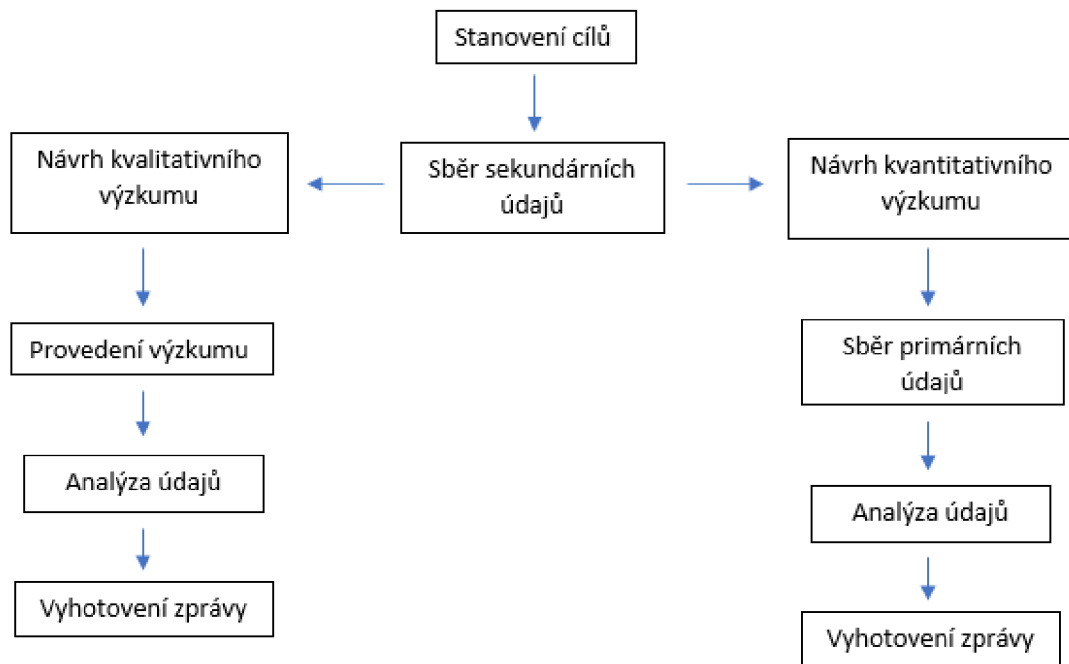 Stanovení cílů
Návrh kvalitativního
výzkumu
Sběr sekundárních
údajů
Návrh kvantitativního
výzkumu
Provedení výzkumu
Sběr primárních
údajů
Analýza údajů
Analýza údajů
Vyhotovení zprávy
Vyhotovení zprávy